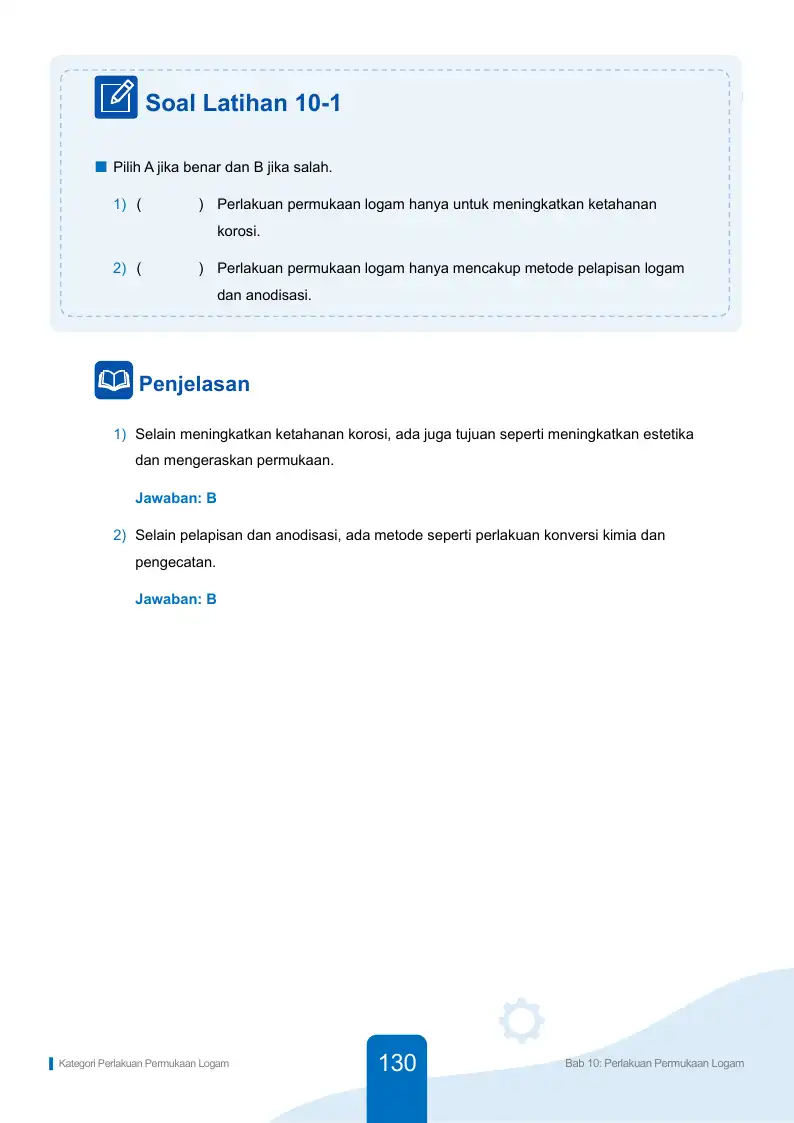 Soal Latihan 10-1
Pilih A jika benar dan B jika salah.
1) ( ) Perlakuan permukaan logam hanya untuk meningkatkan ketahanan
korosi.
2) ( ) Perlakuan permukaan logam hanya mencakup metode pelapisan logam
dan anodisasi.
Penjelasan
1) Selain meningkatkan ketahanan korosi, ada juga tujuan seperti meningkatkan estetika
dan mengeraskan permukaan.
Jawaban: B
2) Selain pelapisan dan anodisasi, ada metode seperti perlakuan konversi kimia dan
pengecatan.
Jawaban: B
Kategori Perlakuan Permukaan Logam
130
Bab 10: Perlakuan Permukaan Logam